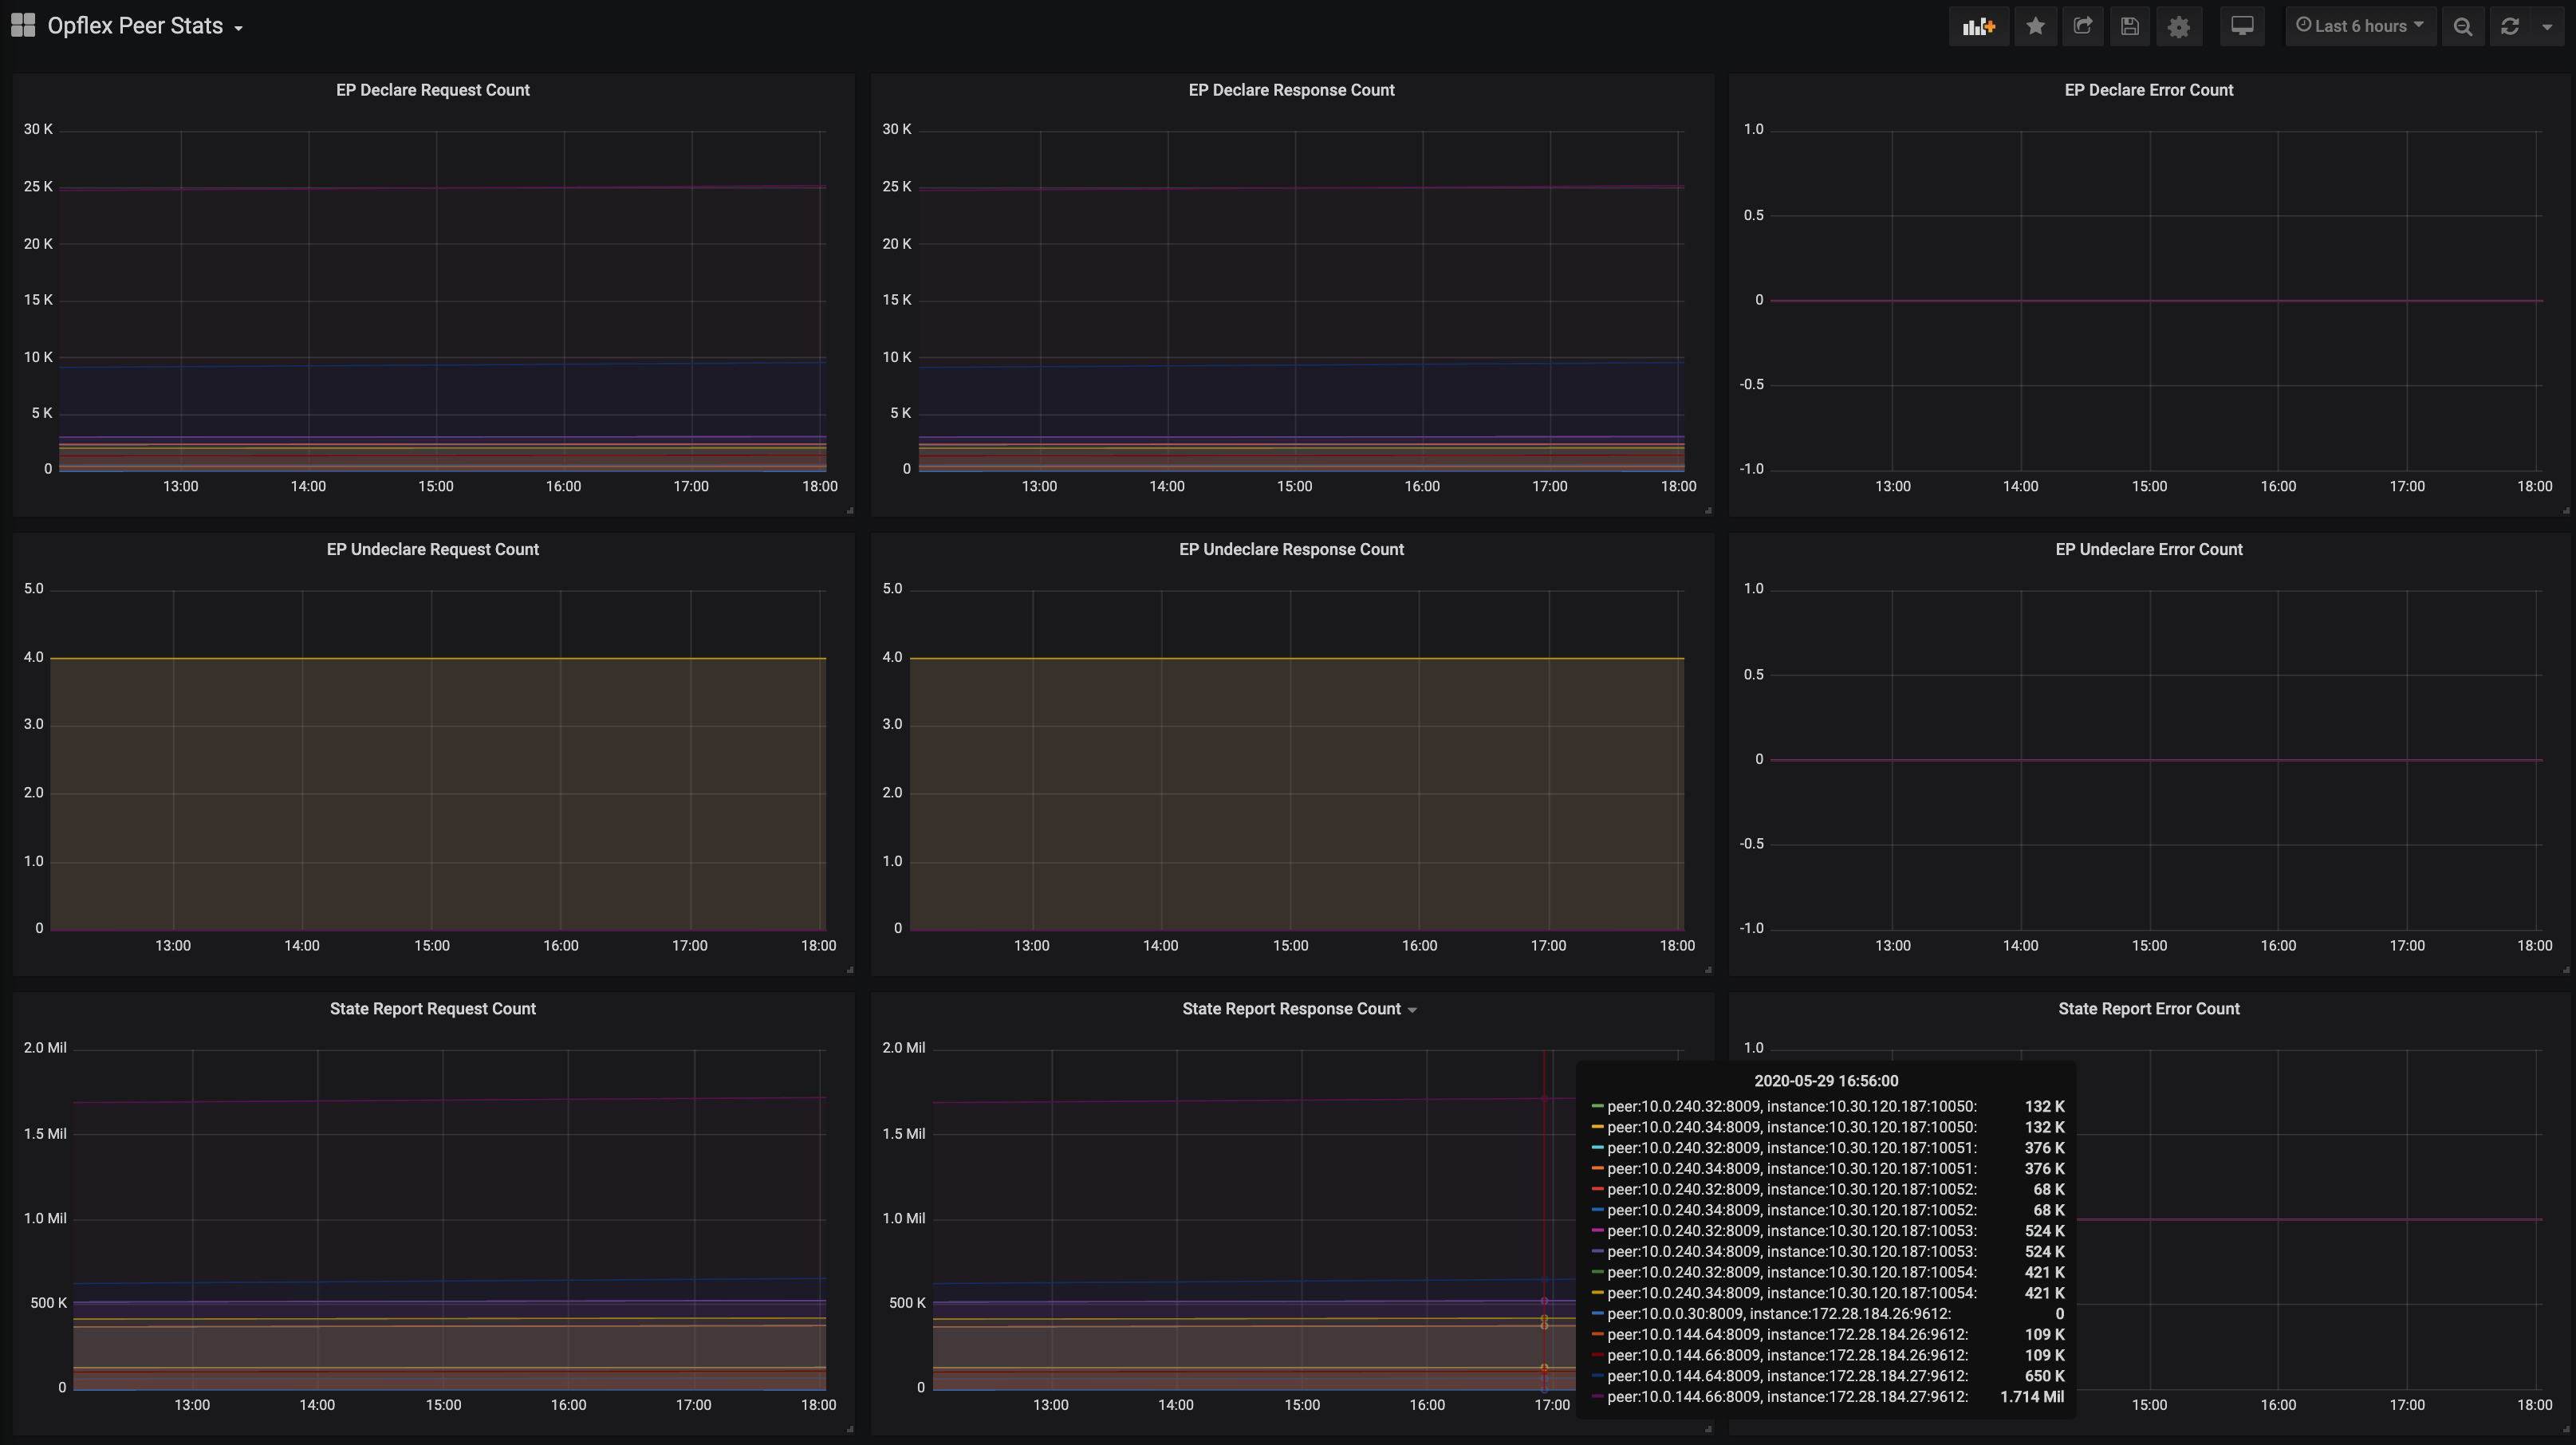 Opflex Peer Stats
Last 6 hours
EP Declare Request Count
30 K
25 K
20 K
15 K
10 K
5 K
0
13:00 14:00 15:00 16:00 17:00 18:00
EP Declare Response Count
30 K
25 K
20 K
15 K
10 K
5 K
0
13:00 14:00 15:00 16:00 17:00 18:00
EP Declare Error Count
1.0
0.5
0
-0.5
-1.0
13:00 14:00 15:00 16:00 17:00 18:00
EP Undeclare Request Count
5.0
4.0
3.0
2.0
1.0
0
13:00 14:00 15:00 16:00 17:00 18:00
EP Undeclare Response Count
5.0
4.0
3.0
2.0
1.0
0
13:00 14:00 15:00 16:00 17:00 18:00
EP Undeclare Error Count
1.0
0.5
0
-0.5
-1.0
13:00 14:00 15:00 16:00 17:00 18:00
State Report Request Count
2.0 Mil
1.5 Mil
1.0 Mil
500 K
0
13:00 14:00 15:00 16:00 17:00 18:00
State Report Response Count
2.0 Mil
1.5 Mil
1.0 Mil
500 K
0
13:00 14:00 15:00 16:00 17:00
State Report Error Count
1.0
15:00 16:00 17:00 18:00
2020-05-29 16:56:00
peer:10.0.240.32:8009, instance:10.30.120.187:10050: 132 K
peer:10.0.240.34:8009, instance:10.30.120.187:10050: 132 K
peer:10.0.240.32:8009, instance:10.30.120.187:10051: 376 K
peer:10.0.240.34:8009, instance:10.30.120.187:10051: 376 K
peer:10.0.240.32:8009, instance:10.30.120.187:10052: 68 K
peer:10.0.240.34:8009, instance:10.30.120.187:10052: 68 K
peer:10.0.240.32:8009, instance:10.30.120.187:10053: 524 K
peer:10.0.240.34:8009, instance:10.30.120.187:10053: 524 K
peer:10.0.240.32:8009, instance:10.30.120.187:10054: 421 K
peer:10.0.240.34:8009, instance:10.30.120.187:10054: 421 K
peer:10.0.0.30:8009, instance:172.28.184.26:9612: 0
peer:10.0.144.64:8009, instance:172.28.184.26:9612: 109 K
peer:10.0.144.66:8009, instance:172.28.184.26:9612: 109 K
peer:10.0.144.64:8009, instance:172.28.184.27:9612: 650 K
peer:10.0.144.66:8009, instance:172.28.184.27:9612: 1.714 Mil